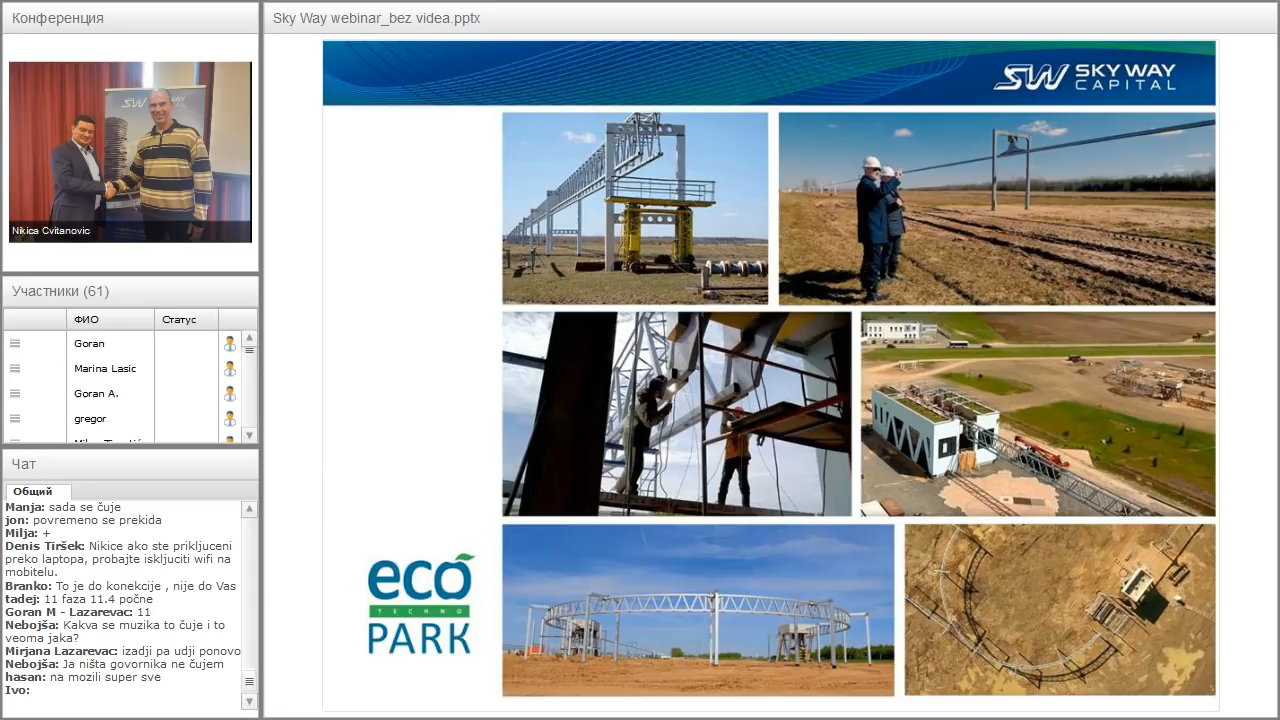 Конференция
Sky Way webinar_bez videa.pptx
SW SKY WAY
CAPITAL
Nikica Cvitanovic
Участники (61)
ФИО
Статус
Goran
Marina Lasic
Goran A.
gregor
Чат
Общий
Manja: sada se čuje
jon: povremeno se prekida
Milja: +
Denis Tiršek: Nikice ako ste prikljuceni
preko laptopa, probajte iskljuciti wifi na
mobitelu.
Branko: To je do konekcije , nije do Vas
tadej: 11 faza 11.4 počne
Goran M - Lazarevac: 11
Nebojša: Kakva se muzika to čuje i to
veoma jaka?
Mirjana Lazarevac: izadji pa udji ponovo
Nebojša: Ja ništa govornika ne čujem
hasan: na mozili super sve
Ivo:
eco
TECHNO
PARK